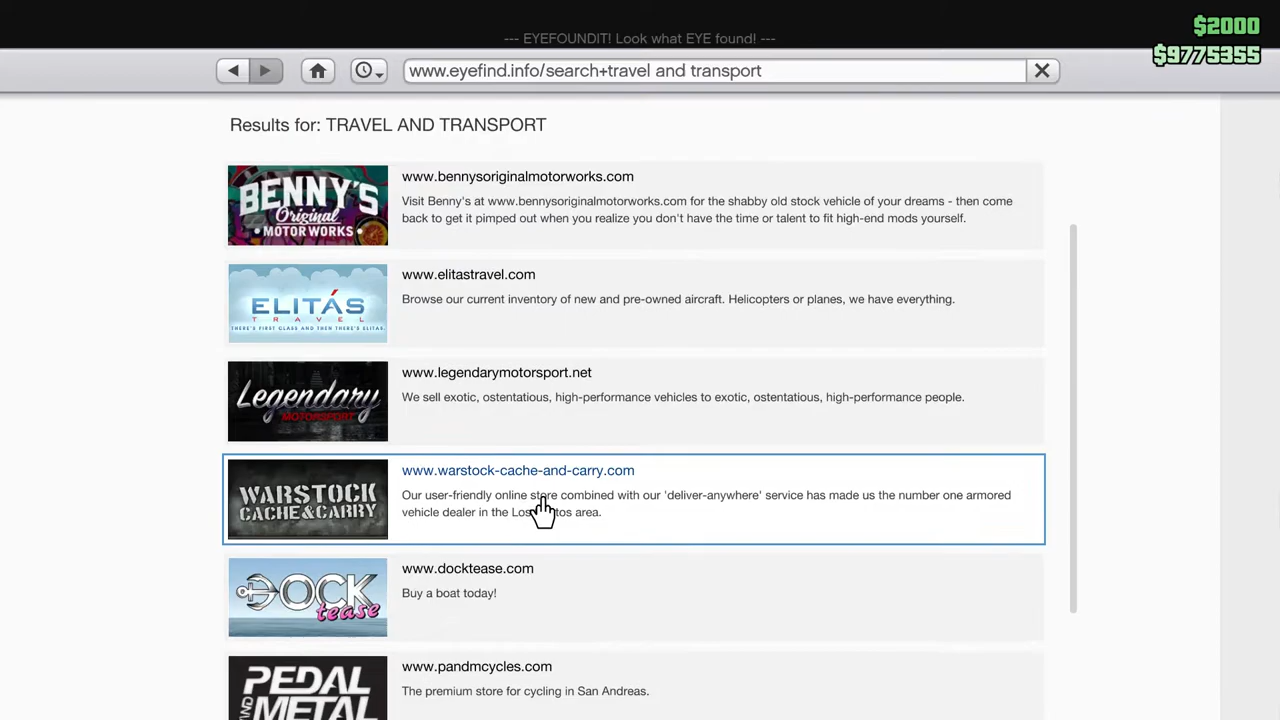 $2000
--- EYEFOUNDIT! Look what EYE found! ---
$9775355
www.eyefind.info/search+travel and transport
Results for: TRAVEL AND TRANSPORT
BENNY'S
Original
• MOTOR WORKS •
www.bennysoriginalmotorworks.com
Visit Benny's at www.bennysoriginalmotorworks.com for the shabby old stock vehicle of your dreams - then come
back to get it pimped out when you realize you don't have the time or talent to fit high-end mods yourself.
ELITÁS
TRAVEL
THERE'S FIRST CLASS AND THEN THERE'S ELITAS.
www.elitastravel.com
Browse our current inventory of new and pre-owned aircraft. Helicopters or planes, we have everything.
Legendary
MOTORSPORT
www.legendarymotorsport.net
We sell exotic, ostentatious, high-performance vehicles to exotic, ostentatious, high-performance people.
WARSTOCK
CACHE&CARRY
www.warstock-cache-and-carry.com
Our user-friendly online store combined with our 'deliver-anywhere' service has made us the number one armored
vehicle dealer in the Los tos area.
DOCK
tease
www.docktease.com
Buy a boat today!
PEDAL
AND
METAL
www.pandmcycles.com
The premium store for cycling in San Andreas.